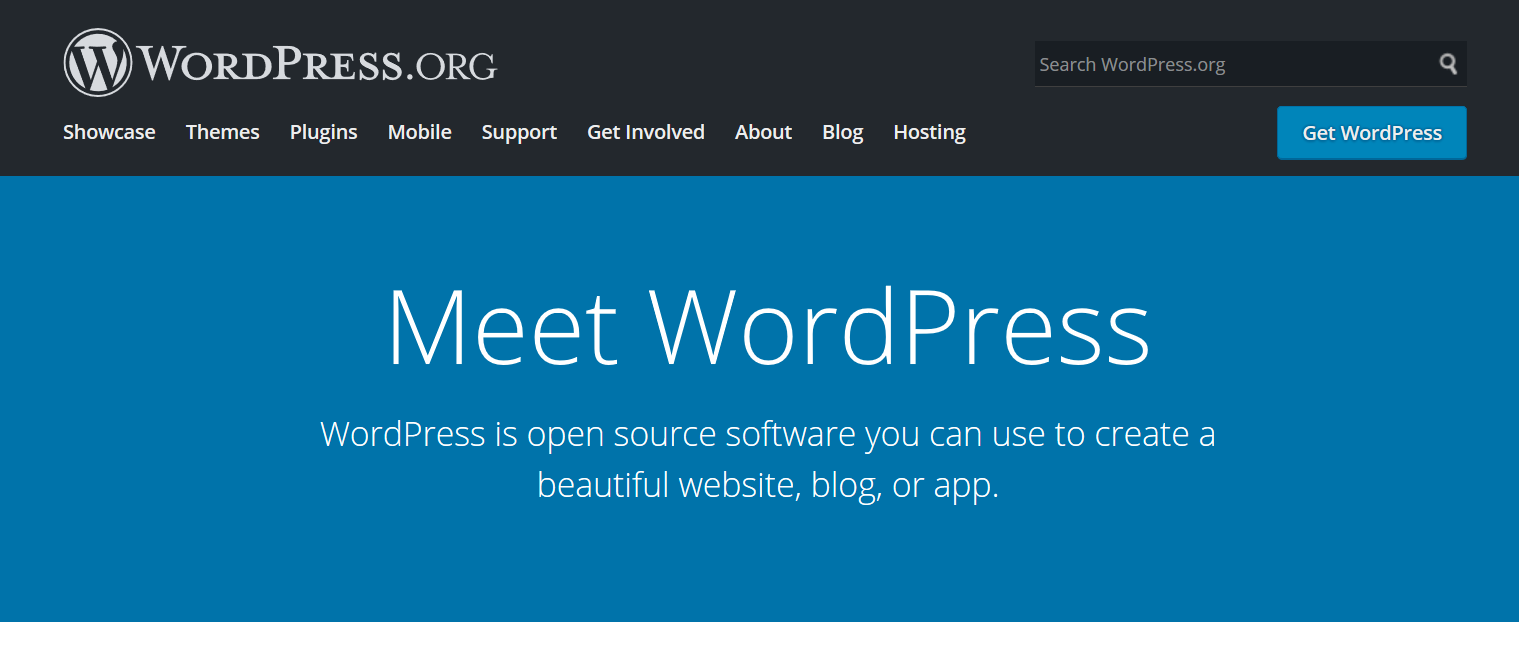 WORDPRESS.ORG
Search WordPress.org
Showcase Themes Plugins Mobile Support Get Involved About Blog Hosting
Get WordPress
Meet WordPress
WordPress is open source software you can use to create a
beautiful website, blog, or app.